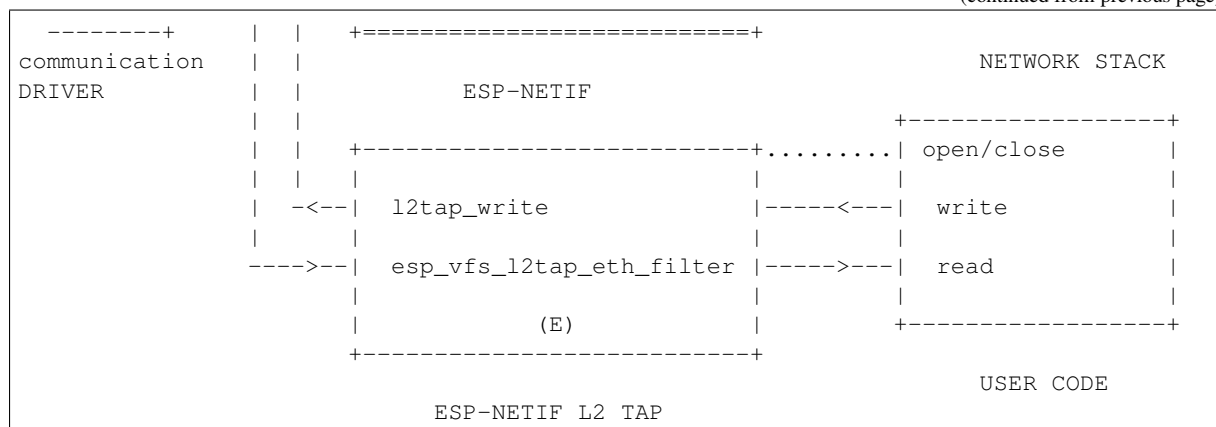 (continued from previous page)
--------+      |  |   +===========================+
communication  |  |                                       NETWORK STACK
DRIVER         |  |           ESP-NETIF
               |  |                                    +------------------+
               |  |   +---------------------------+.........| open/close       |
               |  |   |                           |         |                  |
               |  -<--|  l2tap_write              |-----<---|  write           |
               |      |                           |         |                  |
               ---->--|  esp_vfs_l2tap_eth_filter |----->---|  read            |
                      |                           |         |                  |
                      |            (E)            |         +------------------+
                      +---------------------------+
                                                              USER CODE
                           ESP-NETIF L2 TAP